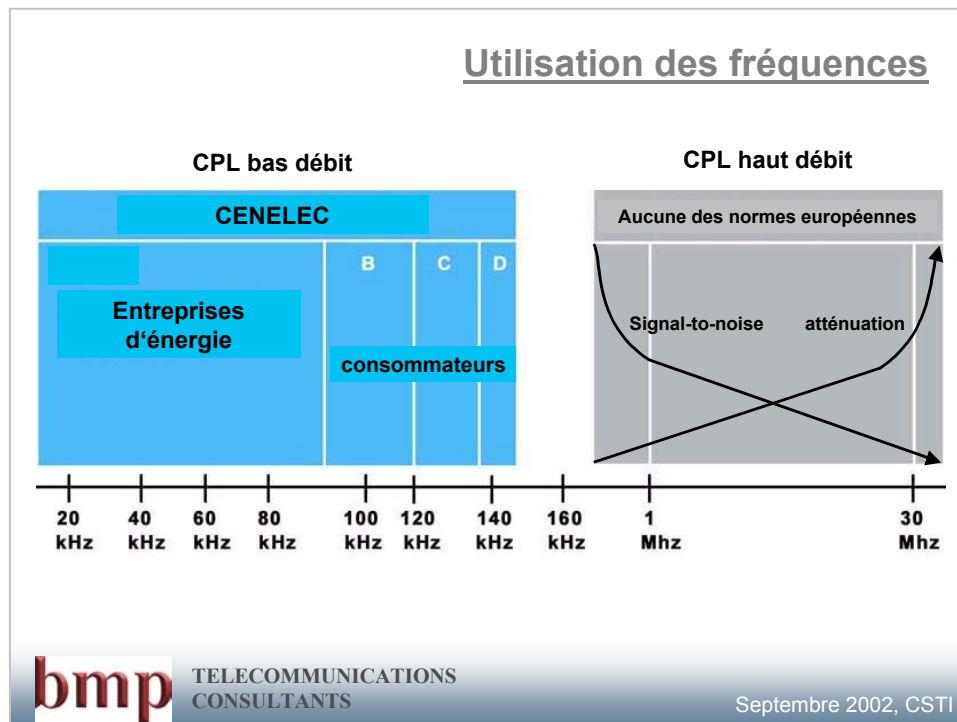 Utilisation des fréquences
CPL bas débit
CPL haut débit
CENELEC
Aucune des normes européennes
B
C
D
Entreprises
d‘énergie
consommateurs
Signal-to-noise
atténuation
20 kHz
40 kHz
60 kHz
80 kHz
100 kHz
120 kHz
140 kHz
160 kHz
1 Mhz
30 Mhz
bmp
TELECOMMUNICATIONS
CONSULTANTS
Septembre 2002, CSTI